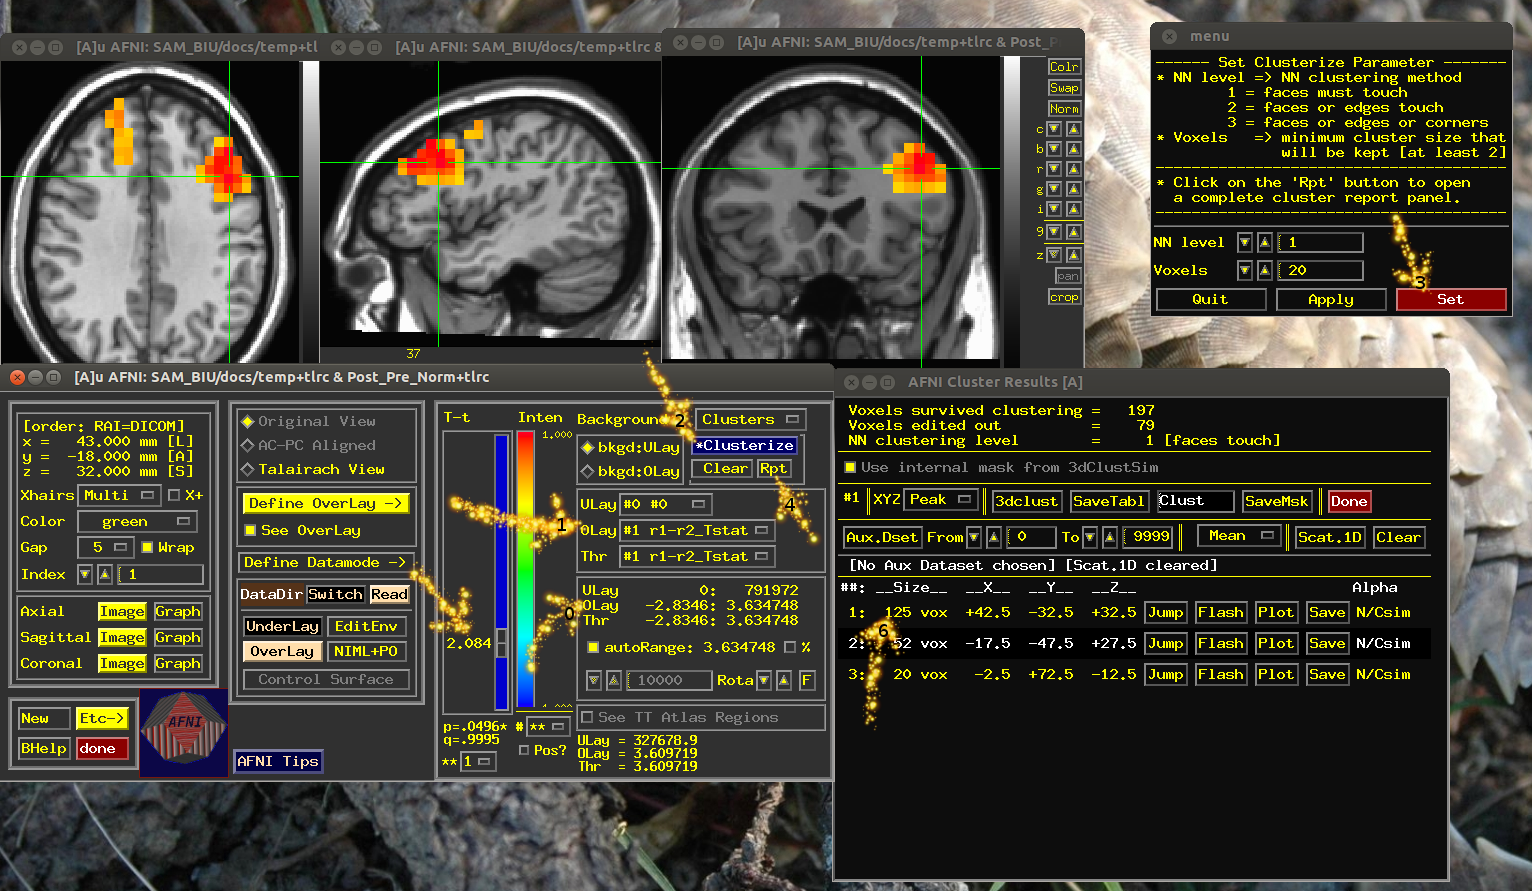 [A]u AFNI: SAM_BIU/docs/temp+tl
[A]u AFNI: SAM_BIU/docs/temp+tlrc &
[A]u AFNI: SAM_BIU/docs/temp+tlrc & Post_P
37
Colr
Swap
Norm
c
b
r
g
i
9
z
pan
crop
menu
------ Set Clusterize Parameter -------
* NN level => NN clustering method
1 = faces must touch
2 = faces or edges touch
3 = faces or edges or corners
* Voxels => minimum cluster size that
will be kept [at least 2]
* Click on the 'Rpt' button to open
a complete cluster report panel.
NN level 1
Voxels 20
3
Quit Apply Set
[A]u AFNI: SAM_BIU/docs/temp+tlrc & Post_Pre_Norm+tlrc
[order: RAI=DICOM]
x = 43.000 mm [L]
y = -18.000 mm [A]
z = 32.000 mm [S]
Xhairs Multi X+
Color green
Gap 5 Wrap
Index 1
Axial Image Graph
Sagittal Image Graph
Coronal Image Graph
New Etc->
BHelp done
AFNI
Original View
AC-PC Aligned
Talairach View
Define OverLay ->
See OverLay
Define Datamode ->
DataDir Switch Read
UnderLay EditEnv
OverLay NIML+PO
Control Surface
AFNI Tips
T-t Inten
1.000
2.084
p=.0496*
q=.9995
** 1
# **
Pos?
Background 2 Clusters
bkgd:ULay *Clusterize
bkgd:OLay Clear Rpt
ULay #0 #0 4
1 OLay #1 r1-r2_Tstat
Thr #1 r1-r2_Tstat
ULay 0: 791972
OLay -2.8346: 3.634748
0 Thr -2.8346: 3.634748
autoRange: 3.634748 %
10000 Rota F
See TT Atlas Regions
ULay = 327678.9
OLay = 3.609719
Thr = 3.609719
AFNI Cluster Results [A]
Voxels survived clustering = 197
Voxels edited out = 79
NN clustering level = 1 [faces touch]
Use internal mask from 3dClustSim
#1 XYZ Peak 3dclust SaveTabl Clust SaveMsk Done
Aux.Dset From 0 To 9999 Mean Scat.1D Clear
[No Aux Dataset chosen] [Scat.1D cleared]
##: __Size__ __X__ __Y__ __Z__ Alpha
1: 125 vox +42.5 -32.5 +32.5 Jump Flash Plot Save N/Csim
6
2: 52 vox -17.5 -47.5 +27.5 Jump Flash Plot Save N/Csim
3: 20 vox -2.5 +72.5 -12.5 Jump Flash Plot Save N/Csim